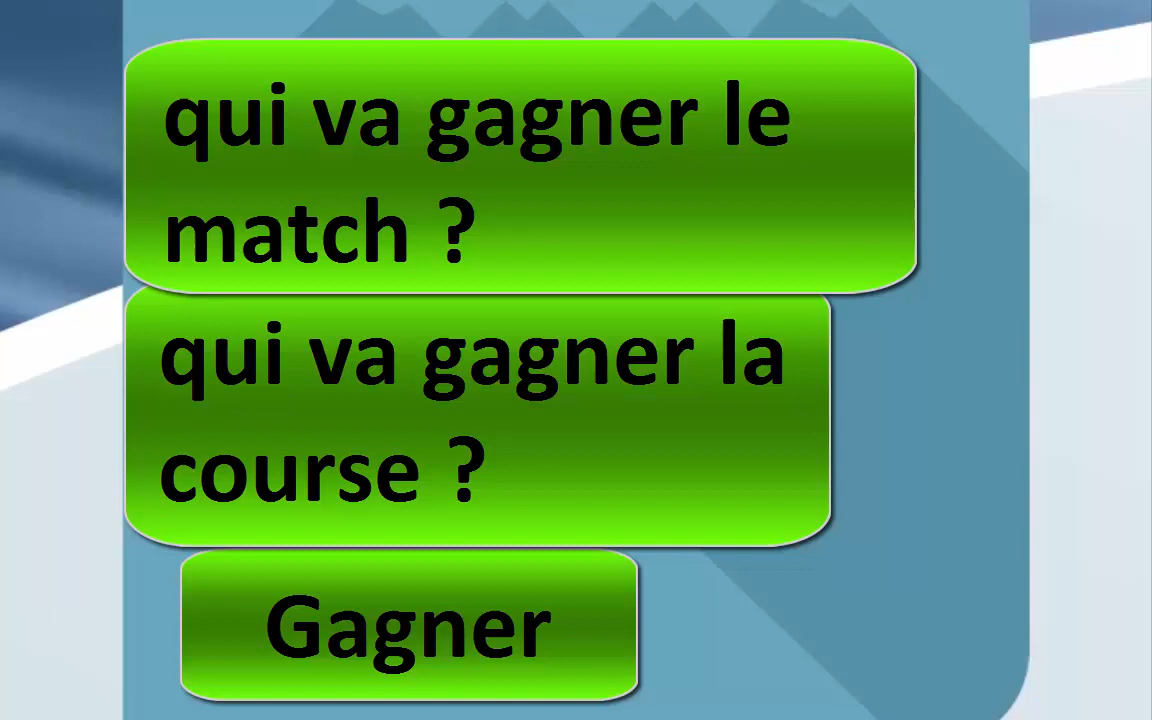 qui va gagner le
match ?
qui va gagner la
course ?
Gagner